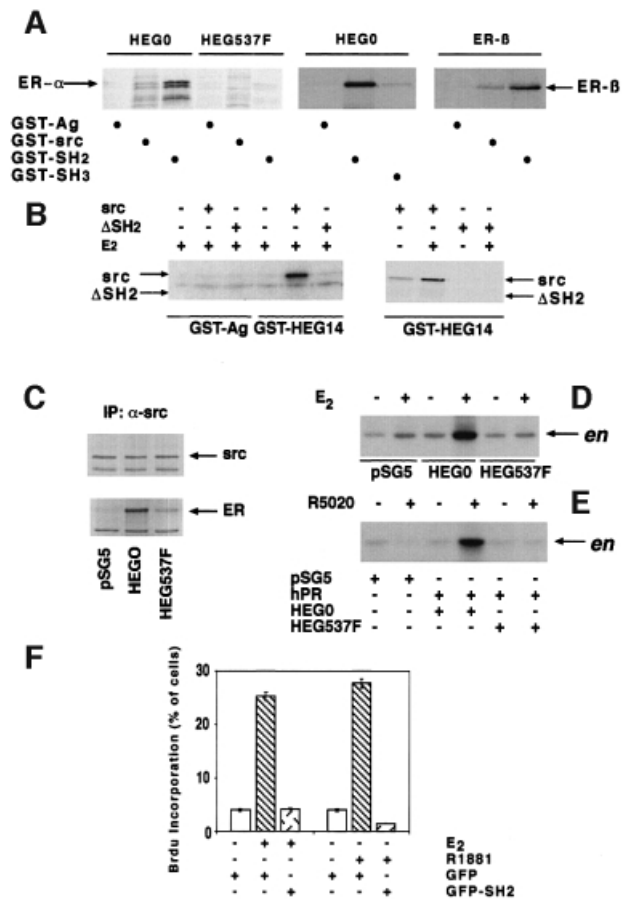 A
HEG0 HEG537F HEG0 ER-ß
ER-α ER-ß
GST-Ag
GST-src
GST-SH2
GST-SH3
B
src - + - - + - + + - -
ΔSH2 - - + - - + - - + +
E2 + + + + + + - + - +
src src
ΔSH2 ΔSH2
GST-Ag GST-HEG14 GST-HEG14
C
IP: α-src
src
ER
pSG5 HEGO HEG537F
D
E2 - + - + - +
en
pSG5 HEG0 HEG537F
E
R5020 - + - + - +
en
pSG5 + + - - - -
hPR - - + + + +
HEG0 - - + + - -
HEG537F - - - - + +
F
Brdu Incorporation (% of cells)
30
20
10
0
- + + - - - E2
- - - - + + R1881
+ + - + + - GFP
- - + - - + GFP-SH2